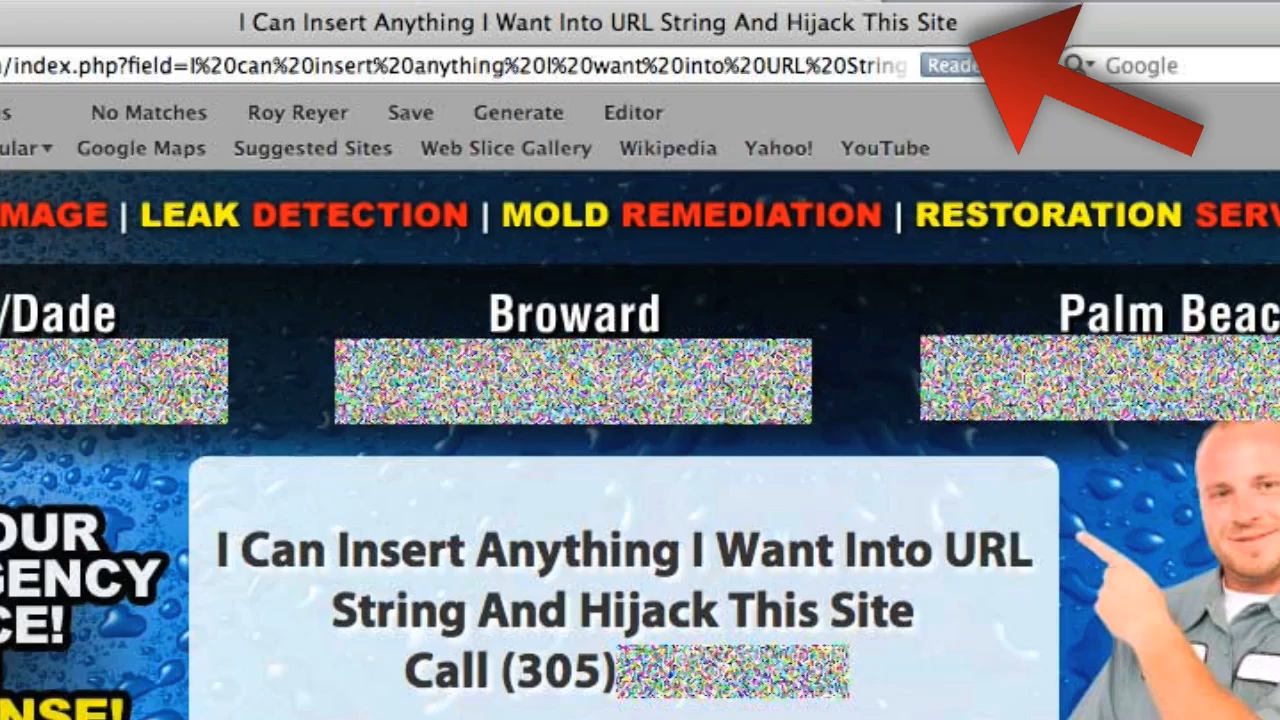 I Can Insert Anything I Want Into URL String And Hijack This Site
/index.php?field=I%20can%20insert%20anything%20I%20want%20into%20URL%20String
Reade
Google
s No Matches Roy Reyer Save Generate Editor
ular Google Maps Suggested Sites Web Slice Gallery Wikipedia Yahoo! YouTube
MAGE | LEAK DETECTION | MOLD REMEDIATION | RESTORATION SERV
/Dade Broward Palm Beac
OUR
GENCY
CE!
NSE!
I Can Insert Anything I Want Into URL
String And Hijack This Site
Call (305)